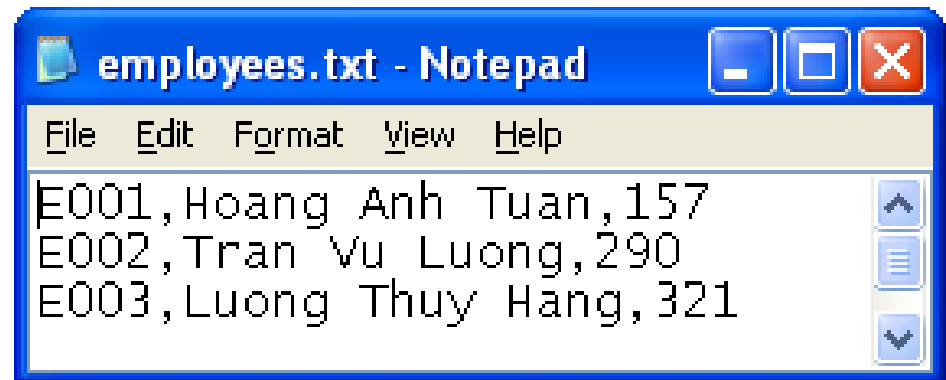 employees.txt - Notepad
File Edit Format View Help
E001,Hoang Anh Tuan,157
E002,Tran Vu Luong,290
E003,Luong Thuy Hang,321